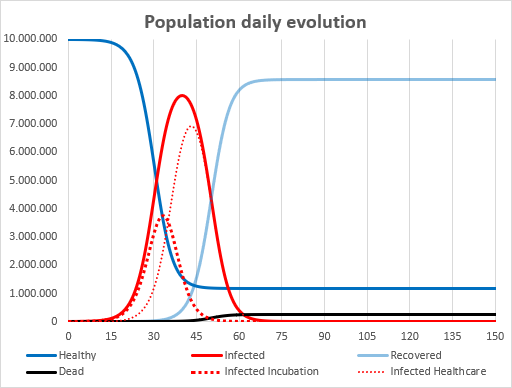 Population daily evolution
10.000.000
9.000.000
8.000.000
7.000.000
6.000.000
5.000.000
4.000.000
3.000.000
2.000.000
1.000.000
0
0 15 30 45 60 75 90 105 120 135 150
Healthy Infected Recovered
Dead Infected Incubation Infected Healthcare